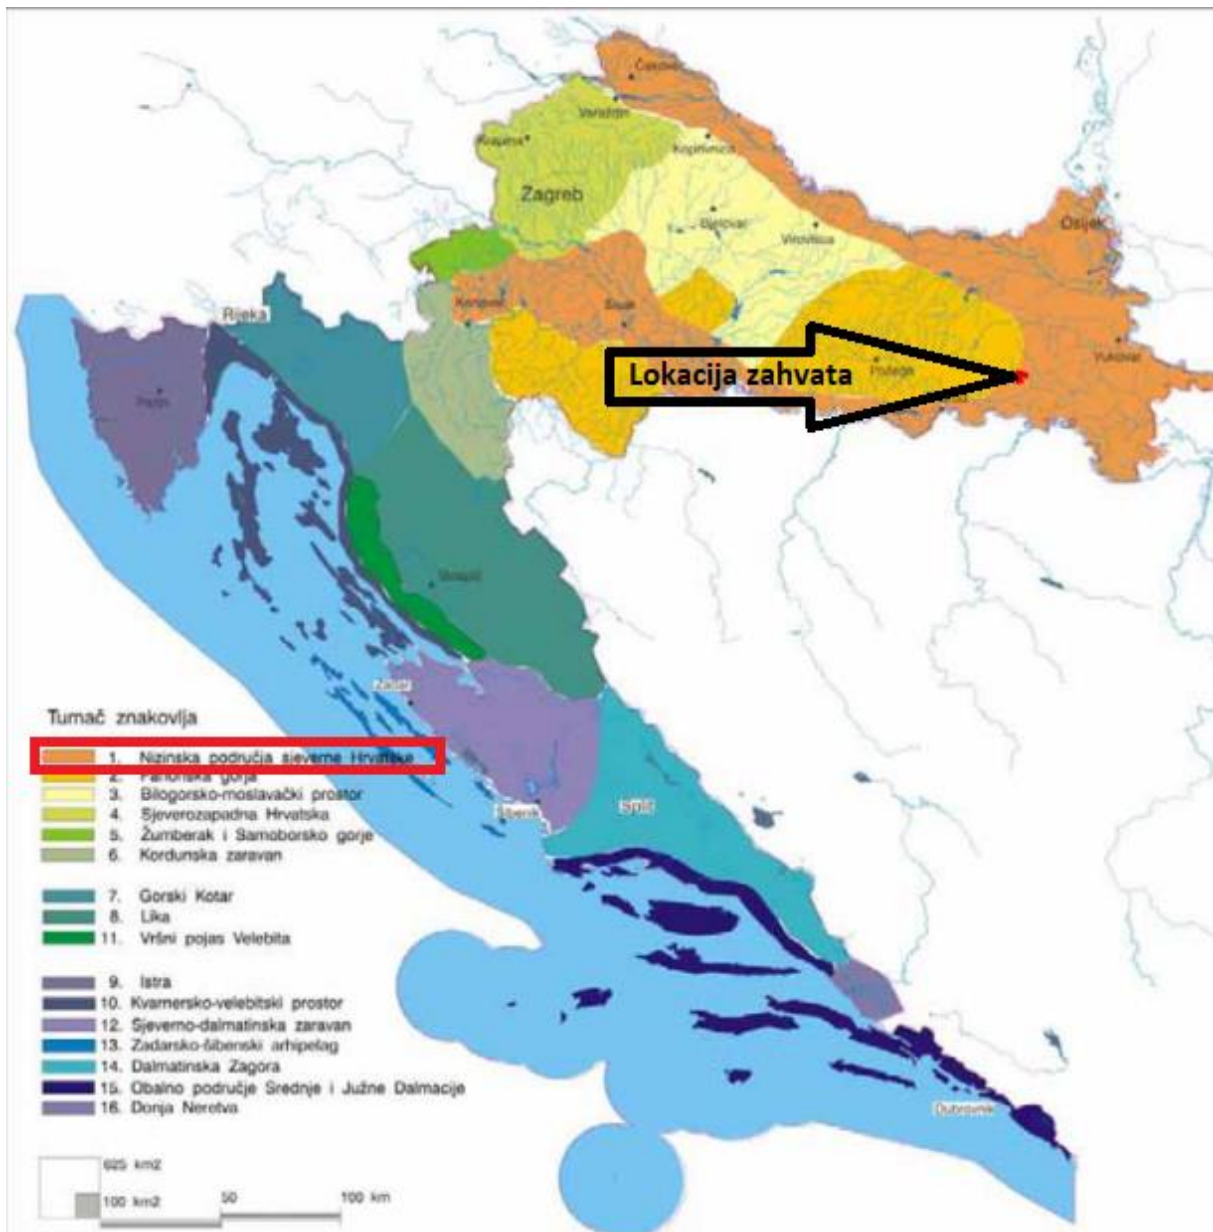 Čakovec
Varaždin
Krapina
Koprivnica
Zagreb
Bjelovar
Virovitica
Osijek
Karlovac
Sisak
Rijeka
Vukovar
Lokacija zahvata
Požega
Pazin
Gospić
Zadar
Šibenik
Split
Dubrovnik
Tumač znakovlja
1. Nizinska područja sjeverne Hrvatske
2. Panonska gorja
3. Bilogorsko-moslavački prostor
4. Sjeverozapadna Hrvatska
5. Žumberak i Samoborsko gorje
6. Kordunska zaravan
7. Gorski Kotar
8. Lika
11. Vršni pojas Velebita
9. Istra
10. Kvarnersko-velebitski prostor
12. Sjeverno-dalmatinska zaravan
13. Zadarsko-šibenski arhipelag
14. Dalmatinska Zagora
15. Obalno područje Srednje i Južne Dalmacije
16. Donja Neretva
625 km2
100 km2
50
100 km